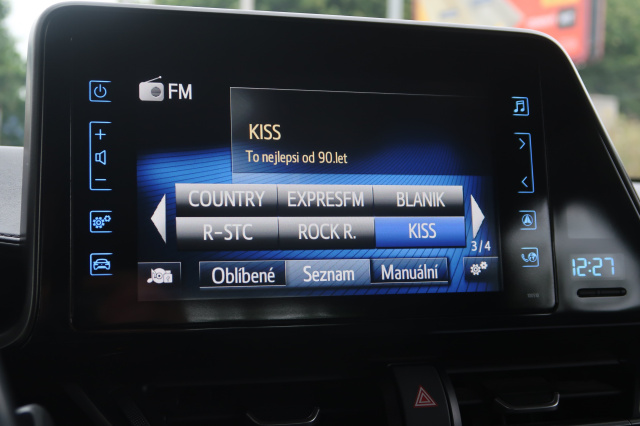 FM
KISS
To nejlepsi od 90.let
COUNTRY EXPRESFM BLANIK
R-STC ROCK R. KISS
3/4
Oblíbené Seznam Manuální
12:27